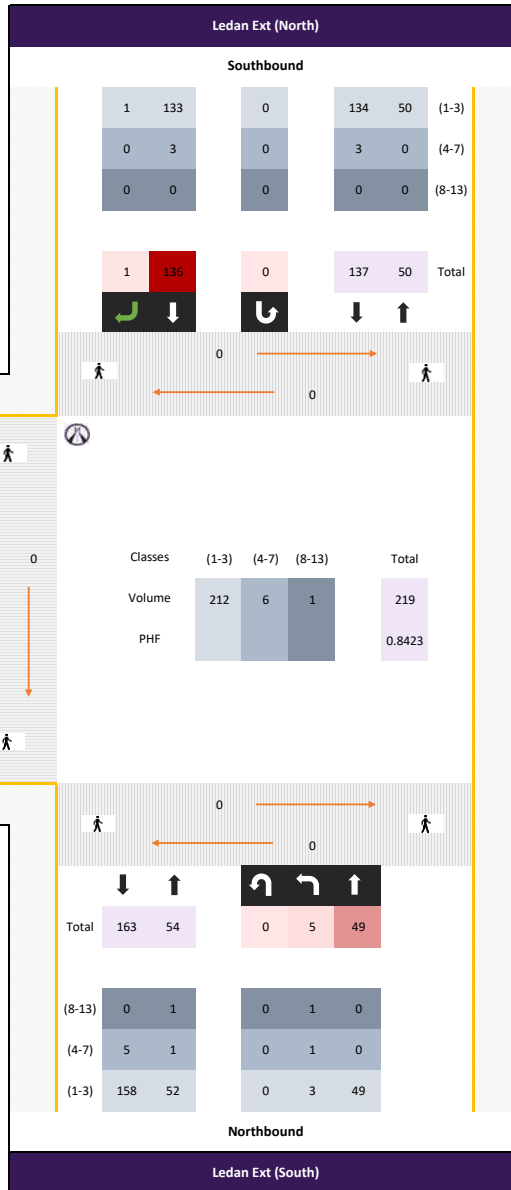 Ledan Ext (North)
Southbound
1 133 0 134 50 (1-3)
0 3 0 3 0 (4-7)
0 0 0 0 0 (8-13)
1 136 0 137 50 Total
0
0
0
Classes (1-3) (4-7) (8-13) Total
Volume 212 6 1 219
PHF 0.8423
0
0
Total 163 54 0 5 49
(8-13) 0 1 0 1 0
(4-7) 5 1 0 1 0
(1-3) 158 52 0 3 49
Northbound
Ledan Ext (South)